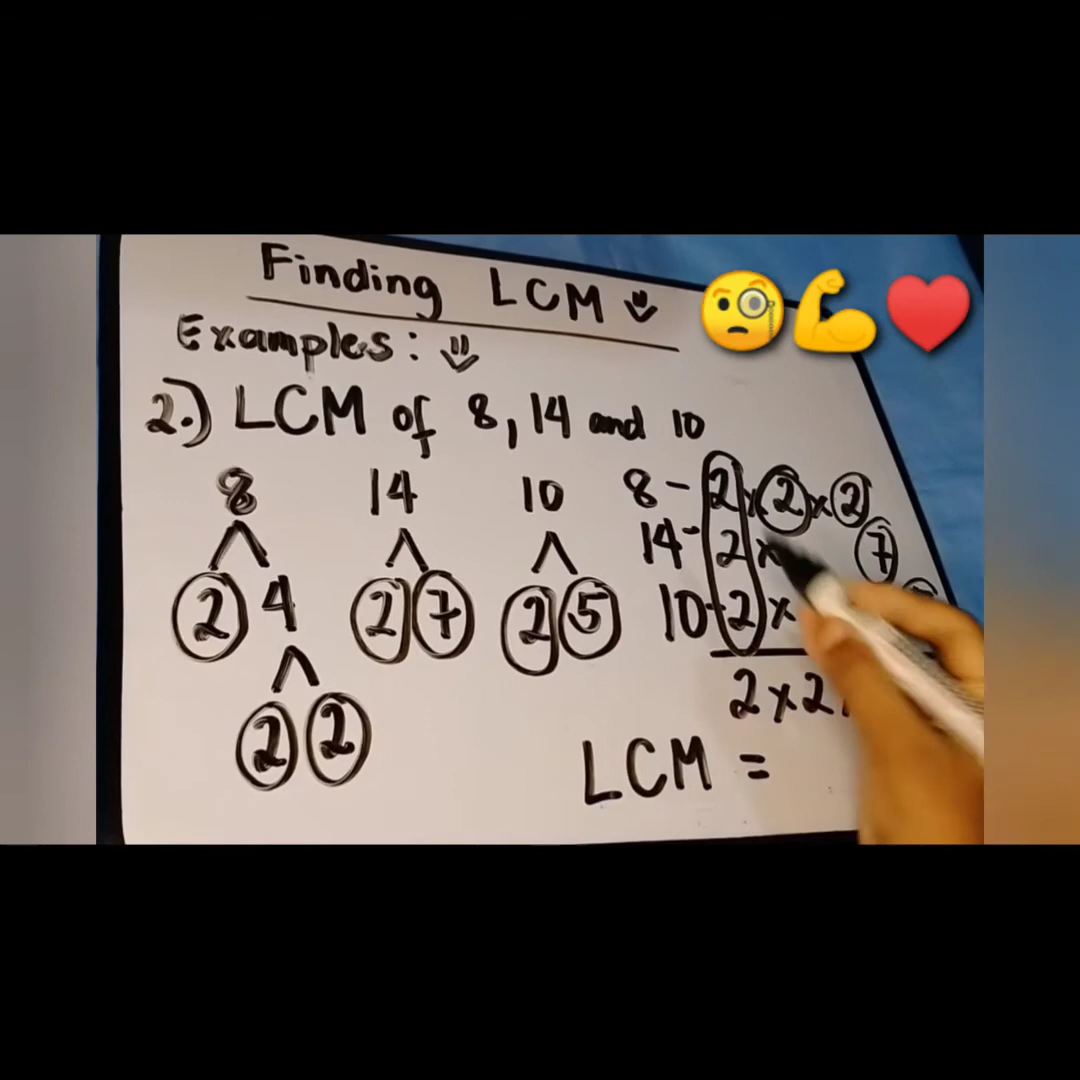 Finding LCM
Examples:
2.) LCM of 8, 14 and 10
8 14 10
2 4 2 7 2 5
2 2
8 - 2 x 2 x 2
14 - 2 x 7
10 - 2 x
2 x 2
LCM =